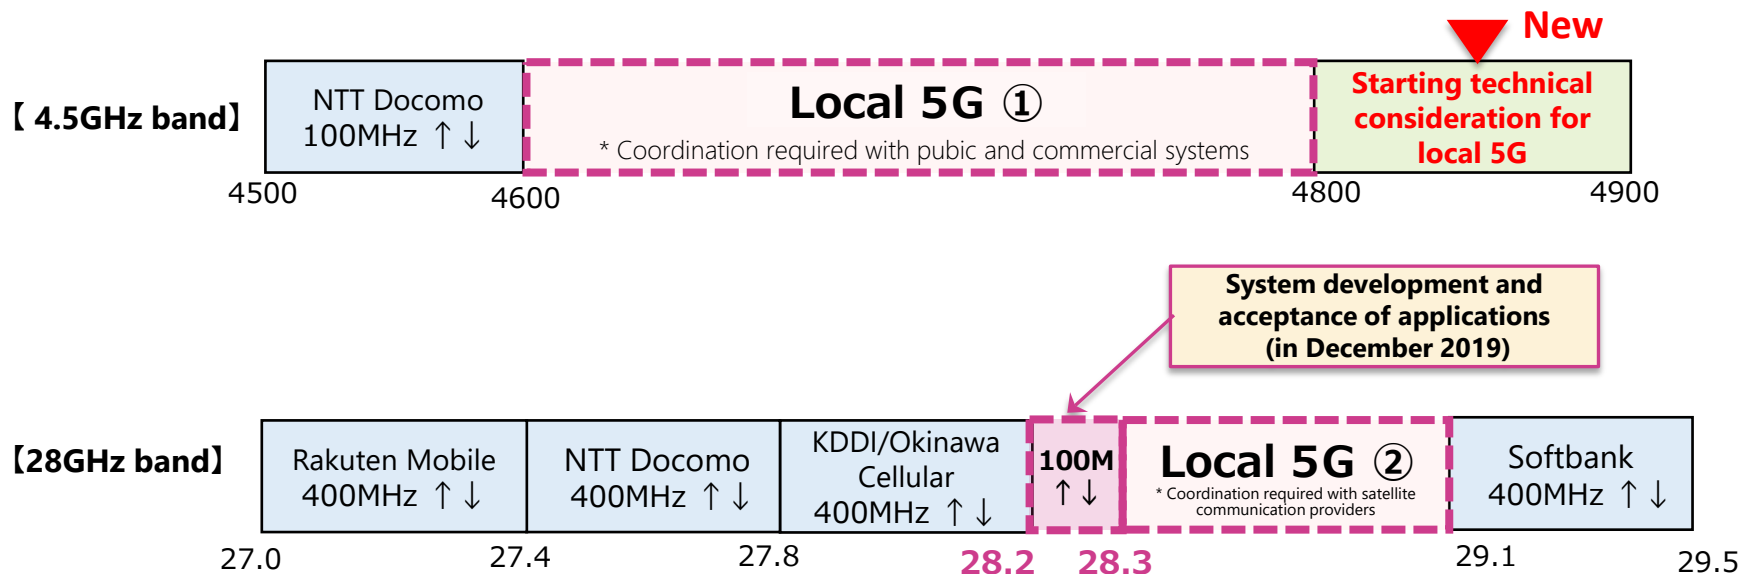 New
【 4.5GHz band】
NTT Docomo
100MHz ↑↓
Local 5G ①
* Coordination required with pubic and commercial systems
Starting technical
consideration for
local 5G
4500
4600
4800
4900
System development and
acceptance of applications
(in December 2019)
【28GHz band】
Rakuten Mobile
400MHz ↑↓
NTT Docomo
400MHz ↑↓
KDDI/Okinawa
Cellular
400MHz ↑↓
100M
↑↓
Local 5G ②
* Coordination required with satellite
communication providers
Softbank
400MHz ↑↓
27.0
27.4
27.8
28.2
28.3
29.1
29.5